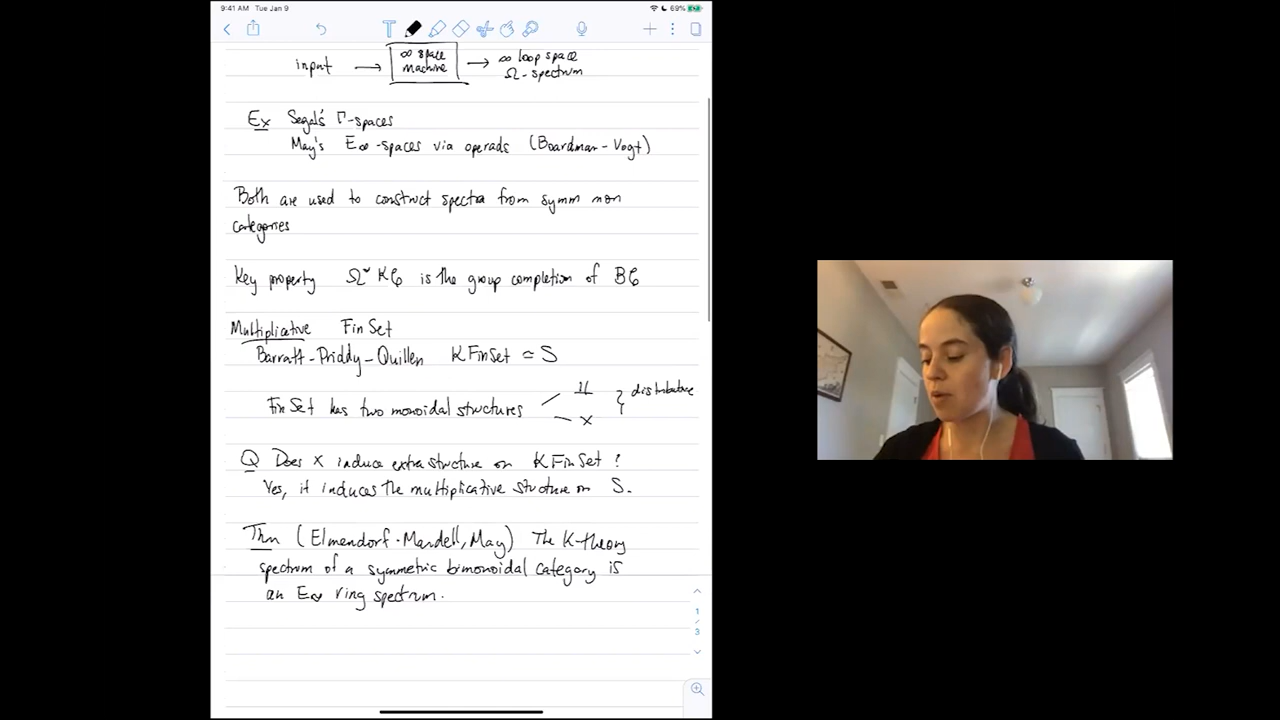 9:41 AM Tue Jan 9
69%
input → ∞ space machine → ∞ loop space
Ω-spectrum
Ex Segal's Γ-spaces
May's E∞-spaces via operads (Boardman-Vogt)
Both are used to construct spectra from symm mon
categories
Key property Ω^∞ K𝒞 is the group completion of B𝒞
Multiplicative FinSet
Barratt-Priddy-Quillen KFinSet ≃ S
FinSet has two monoidal structures ⨿ × } distributive
Q Does × induce extra structure on KFinSet?
Yes, it induces the multiplicative structure on S.
Thm (Elmendorf-Mandell, May) The K-theory
spectrum of a symmetric bimonoidal category is
an E∞ ring spectrum.
1
/
3